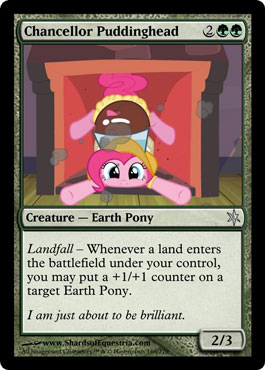 Chancellor Puddinghead 2
Creature — Earth Pony
Landfall – Whenever a land enters
the battlefield under your control,
you may put a +1/+1 counter on a
target Earth Pony.
I am just about to be brilliant.
www.ShardsofEquestria.com
2/3